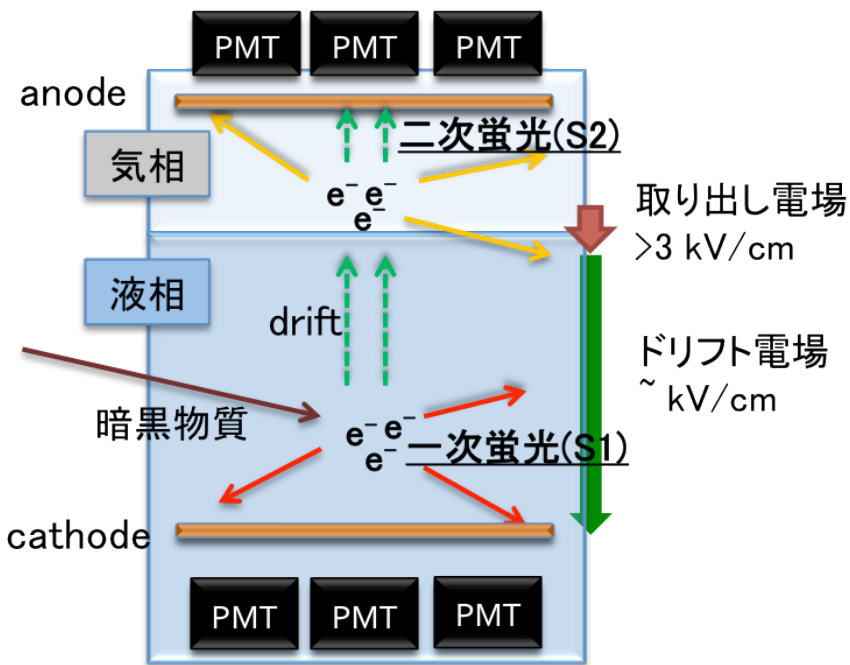 PMT PMT PMT
anode
二次蛍光(S2)
気相
e⁻ e⁻
e⁻
取り出し電場
>3 kV/cm
液相
drift
ドリフト電場
~ kV/cm
暗黒物質
e⁻ e⁻
e⁻
一次蛍光(S1)
cathode
PMT PMT PMT